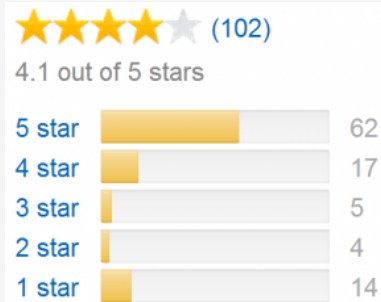 (102)
4.1 out of 5 stars
5 star 62
4 star 17
3 star 5
2 star 4
1 star 14